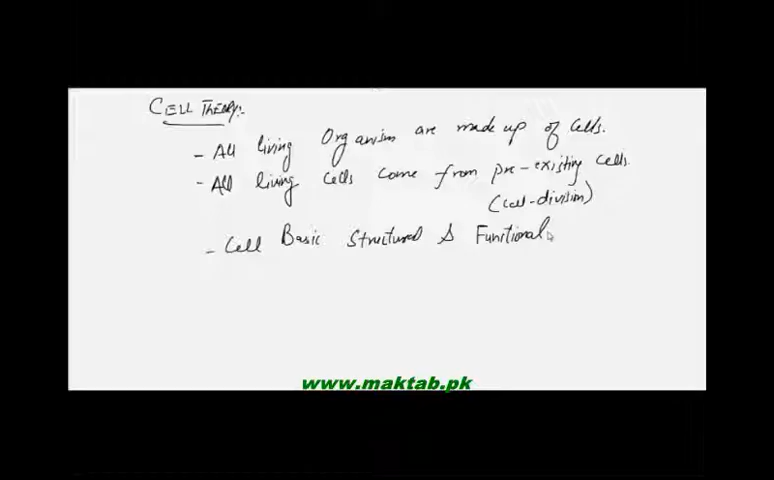 CELL THEORY:-
- All living Organism are made up of Cells.
- All living Cells come from pre-existing Cells.
(cell-division)
- Cell Basic Structural & Functional
www.maktab.pk